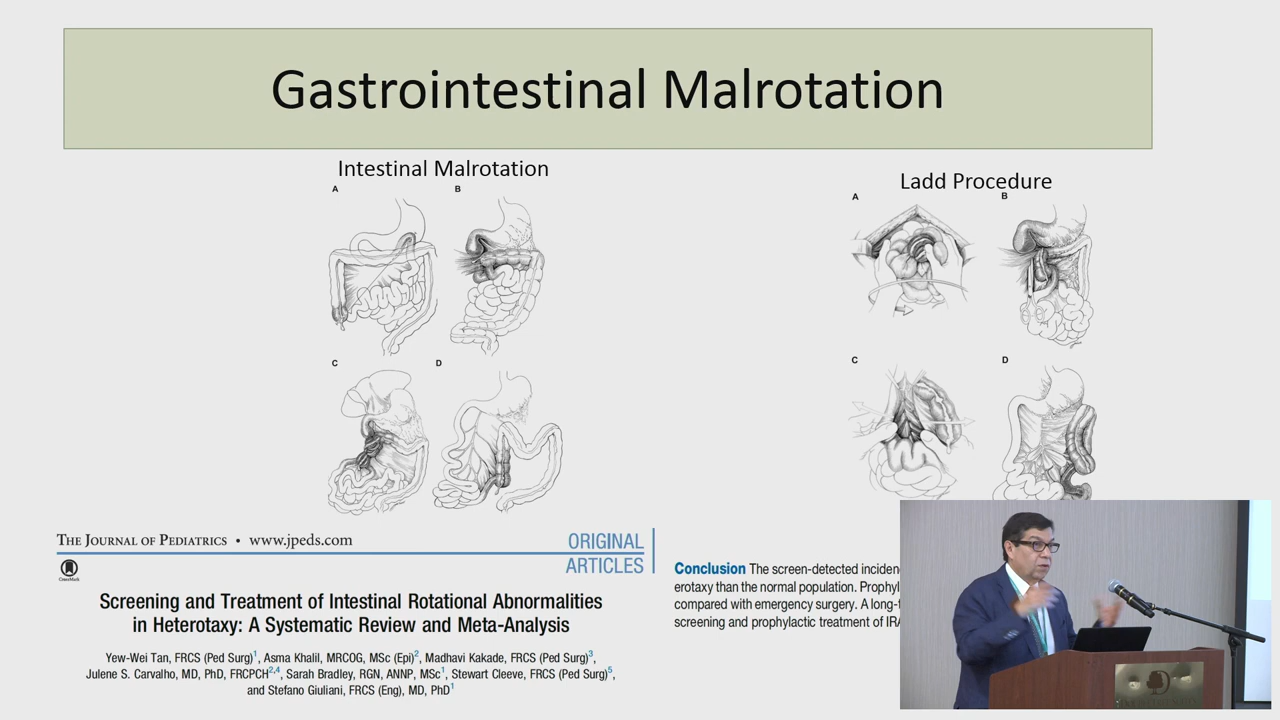 Gastrointestinal Malrotation
Intestinal Malrotation
A
B
C
D
Ladd Procedure
A
B
C
D
THE JOURNAL OF PEDIATRICS • www.jpeds.com
ORIGINAL
ARTICLES
CrossMark
Screening and Treatment of Intestinal Rotational Abnormalities
in Heterotaxy: A Systematic Review and Meta-Analysis
Yew-Wei Tan, FRCS (Ped Surg)1, Asma Khalil, MRCOG, MSc (Epi)2, Madhavi Kakade, FRCS (Ped Surg)3,
Julene S. Carvalho, MD, PhD, FRCPCH2,4, Sarah Bradley, RGN, ANNP, MSc1, Stewart Cleeve, FRCS (Ped Surg)5,
and Stefano Giuliani, FRCS (Eng), MD, PhD1
Conclusion The screen-detected inciden
erotaxy than the normal population. Prophyl
compared with emergency surgery. A long-t
screening and prophylactic treatment of IRA